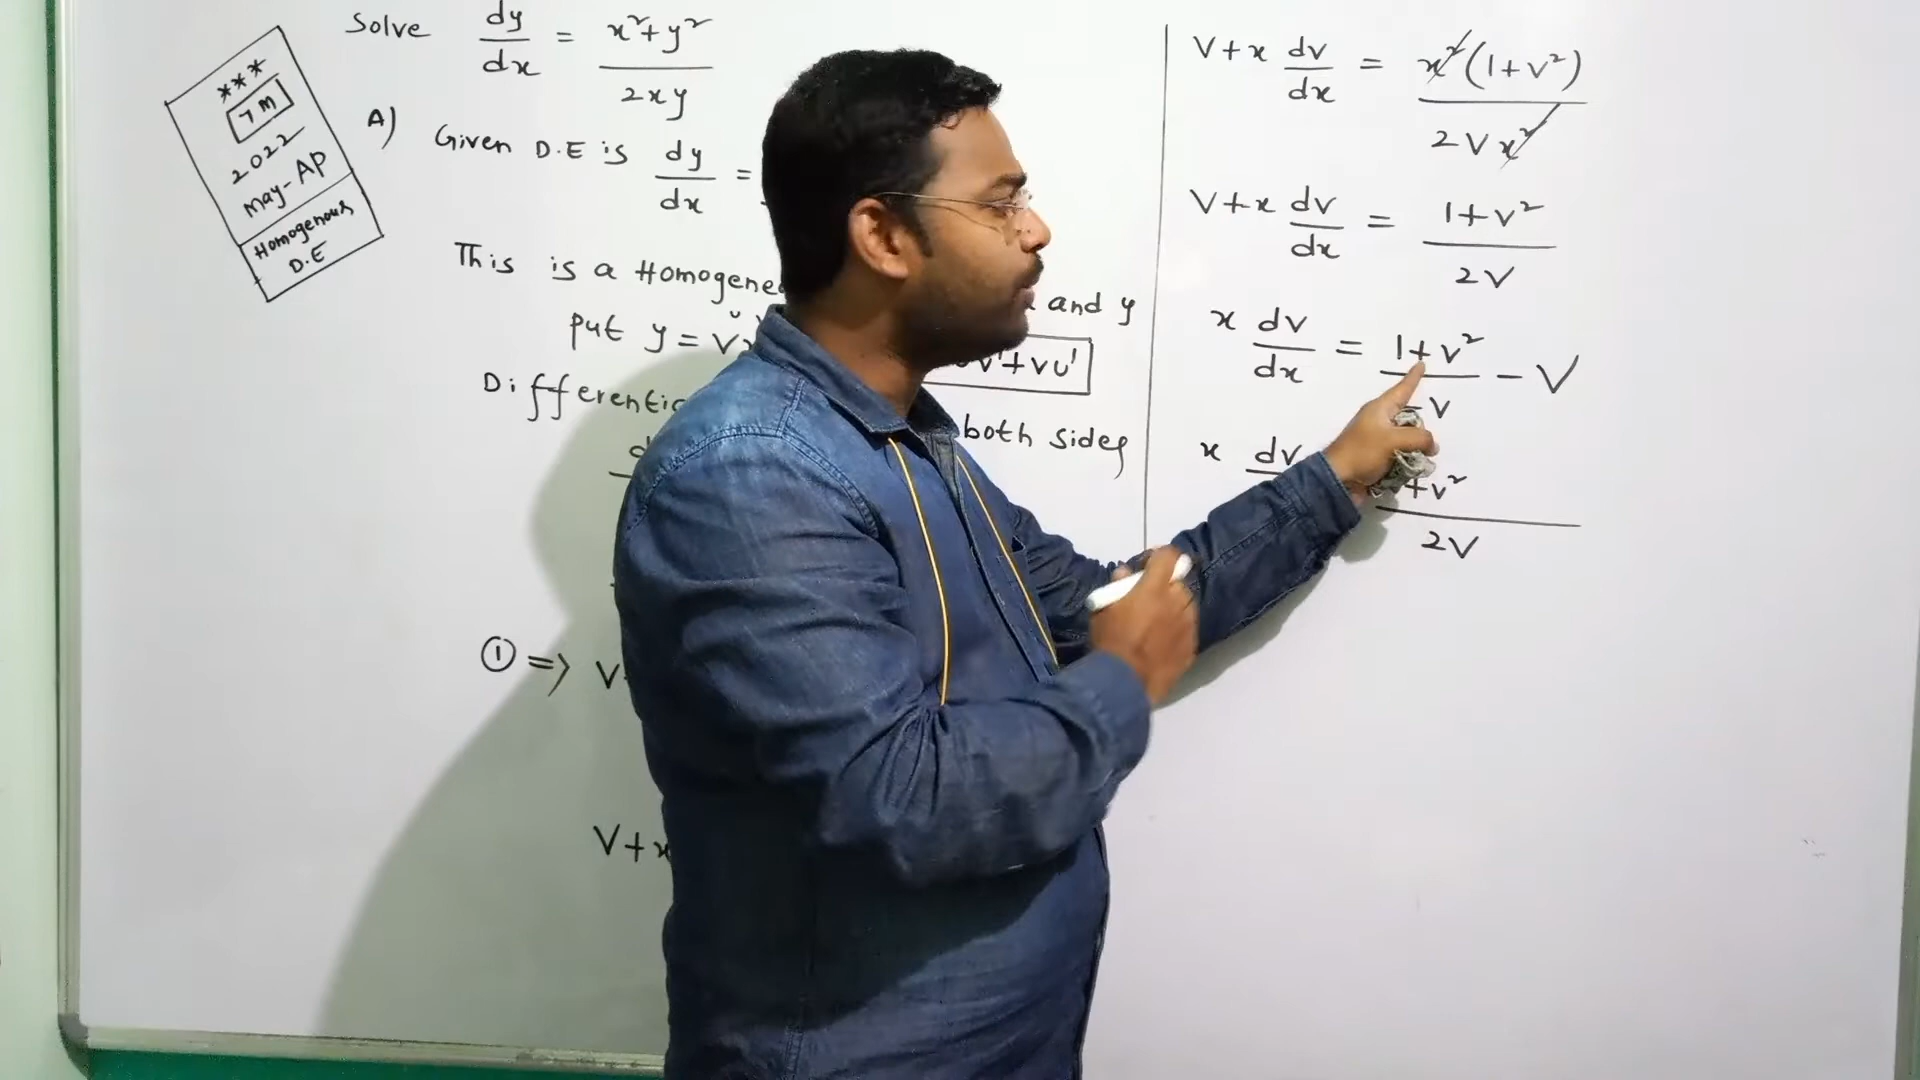 ***
7 M
2022
May-AP
Homogenous
D.E
Solve dy/dx = x²+y²/2xy
A) Given D.E is dy/dx =
This is a Homogene and y
put y = v
uv'+vu'
Differentia both sides
d
① => V
V+x
V+x dv/dx = x²(1+v²)/2Vx²
V+x dv/dx = 1+v²/2V
x dv/dx = 1+v²/V - V
x dv +v²/2V